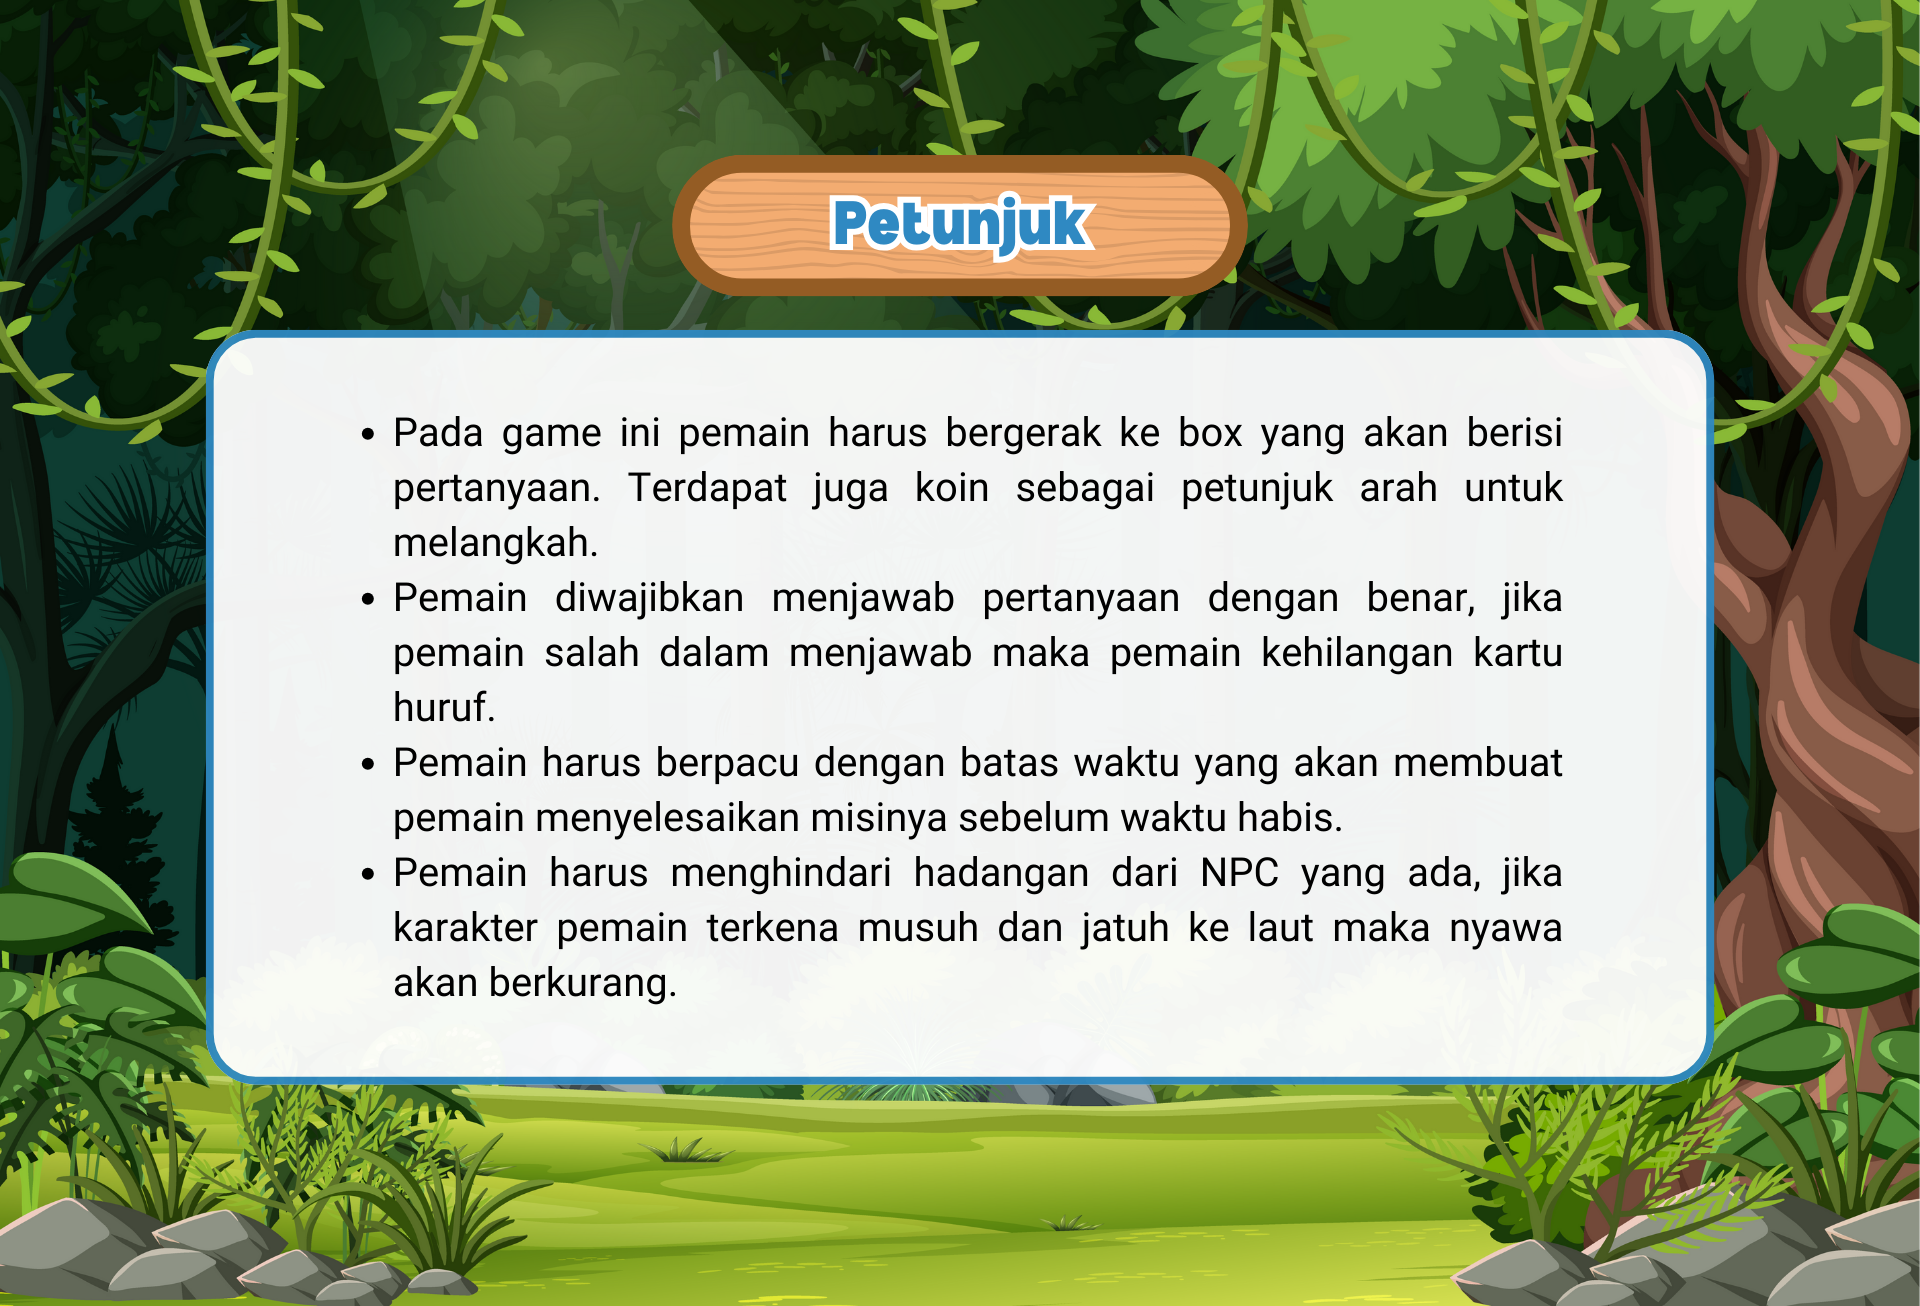 Petunjuk
• Pada game ini pemain harus bergerak ke box yang akan berisi
pertanyaan. Terdapat juga koin sebagai petunjuk arah untuk
melangkah.
• Pemain diwajibkan menjawab pertanyaan dengan benar, jika
pemain salah dalam menjawab maka pemain kehilangan kartu
huruf.
• Pemain harus berpacu dengan batas waktu yang akan membuat
pemain menyelesaikan misinya sebelum waktu habis.
• Pemain harus menghindari hadangan dari NPC yang ada, jika
karakter pemain terkena musuh dan jatuh ke laut maka nyawa
akan berkurang.